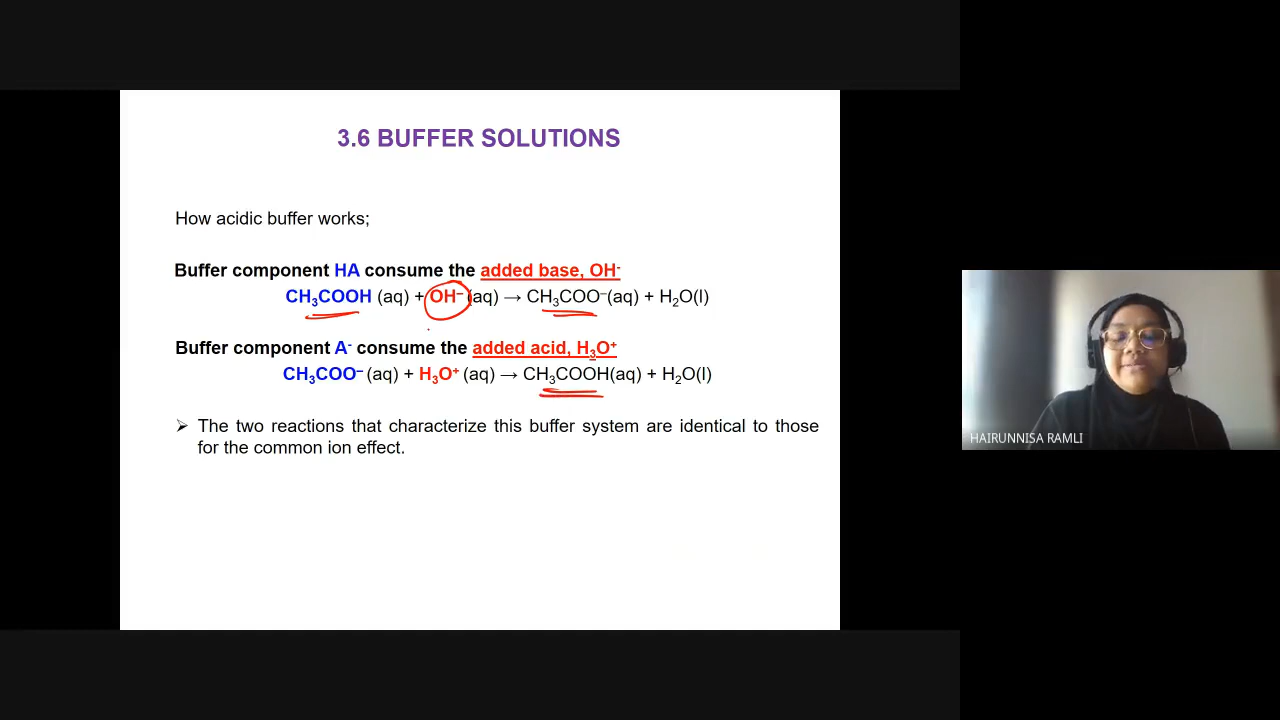 3.6 BUFFER SOLUTIONS
How acidic buffer works;
Buffer component HA consume the added base, OH⁻
CH₃COOH (aq) + OH⁻ (aq) → CH₃COO⁻(aq) + H₂O(l)
Buffer component A⁻ consume the added acid, H₃O⁺
CH₃COO⁻ (aq) + H₃O⁺ (aq) → CH₃COOH(aq) + H₂O(l)
➢ The two reactions that characterize this buffer system are identical to those
for the common ion effect.
HAIRUNNISA RAMLI